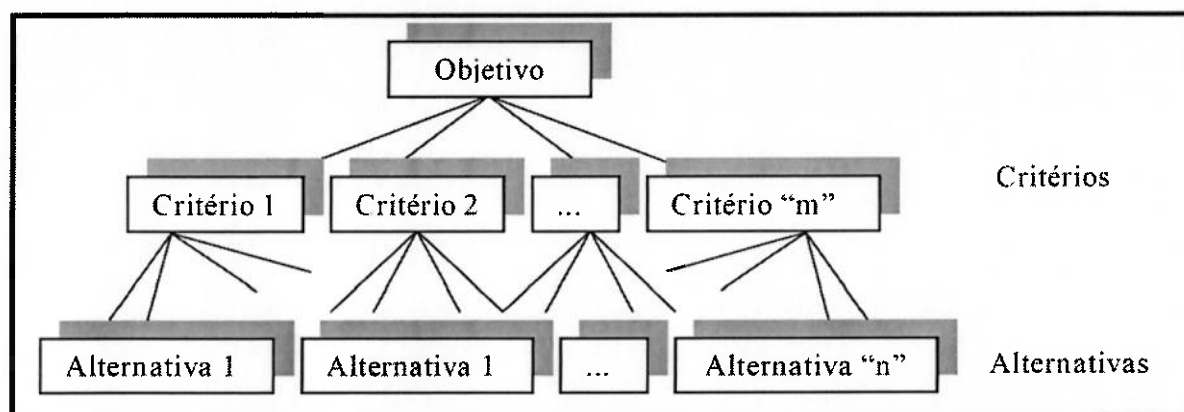 Objetivo
Critério 1 Critério 2 ... Critério “m” Critérios
Alternativa 1 Alternativa 1 ... Alternativa “n” Alternativas